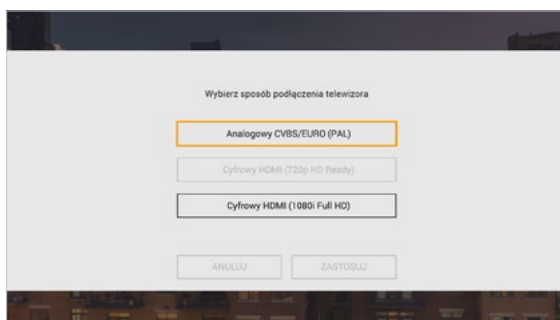 Wybierz sposób podłączenia telewizora
Analogowy CVBS/EURO (PAL)
Cyfrowy HDMI (720p HD Ready)
Cyfrowy HDMI (1080i Full HD)
ANULUJ ZASTOSUJ